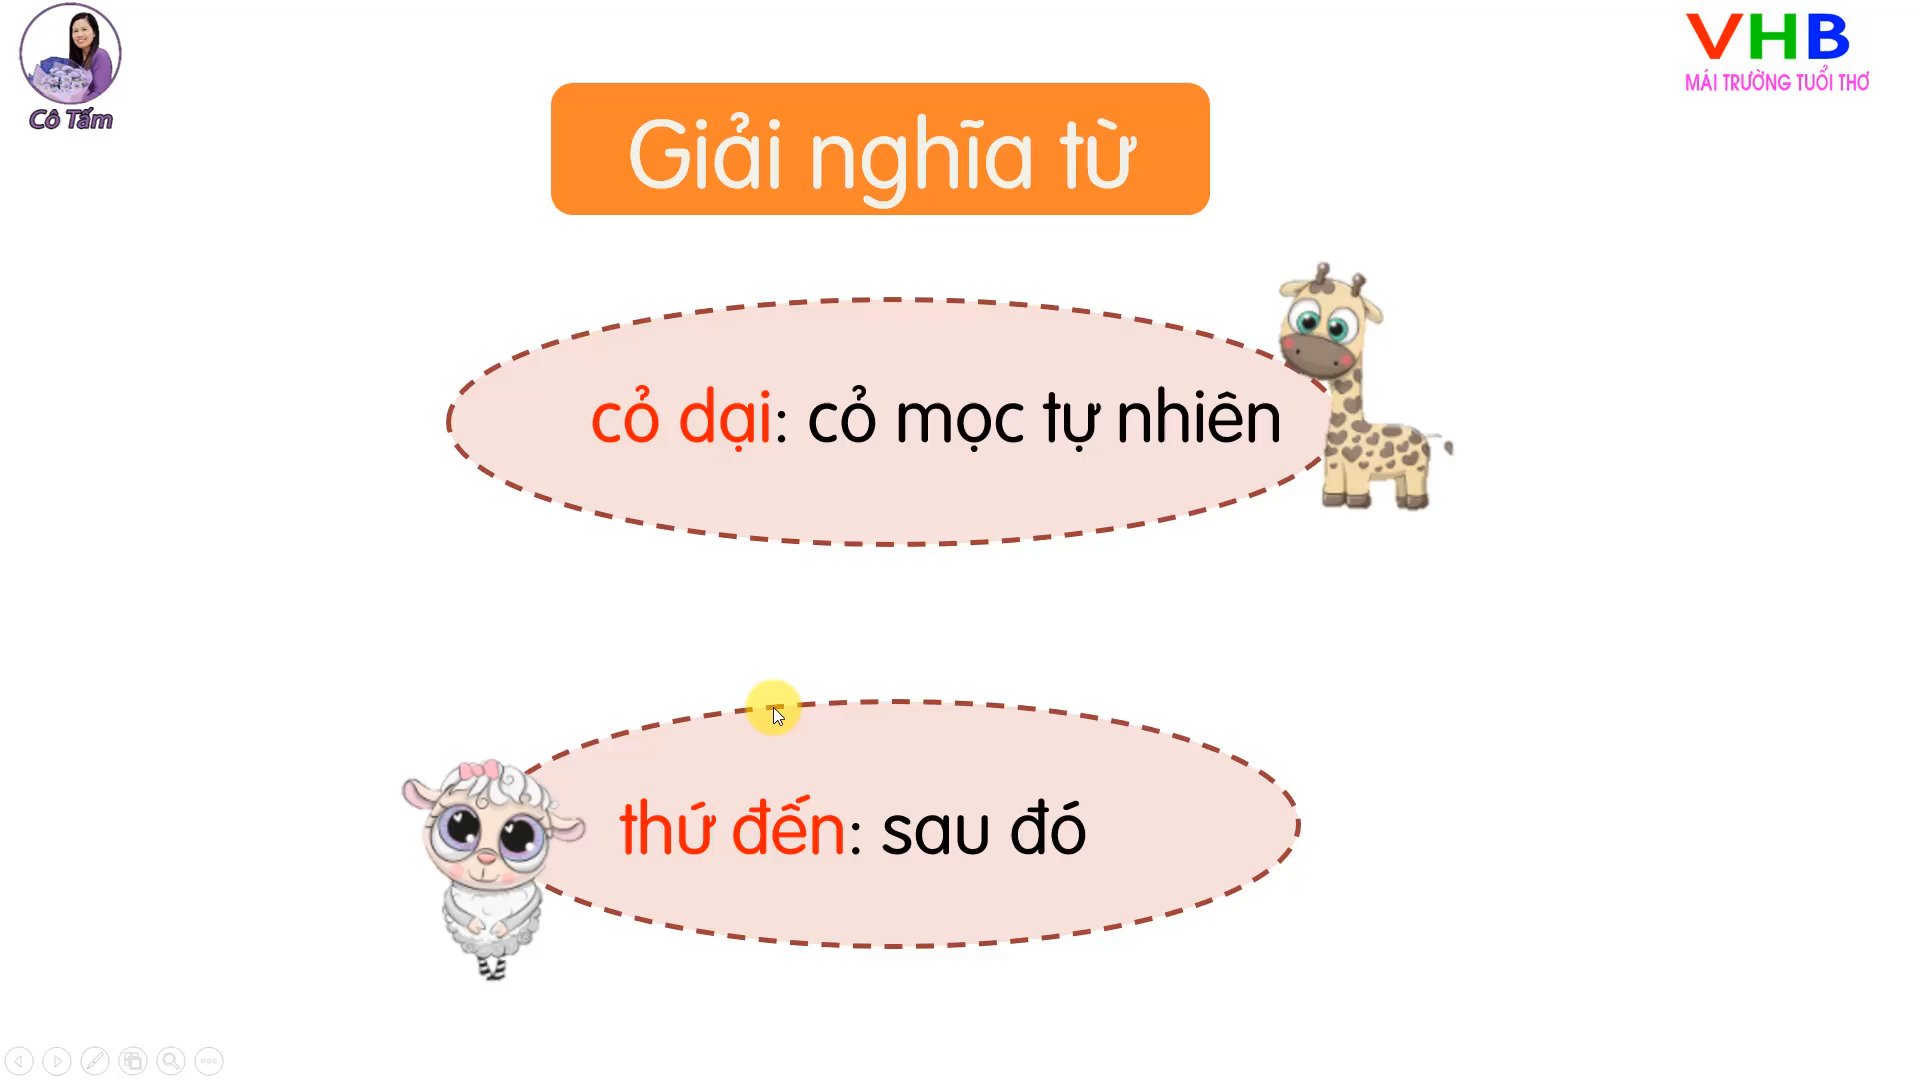 Cô Tấm
VHB
MÁI TRƯỜNG TUỔI THƠ
Giải nghĩa từ
cỏ dại: cỏ mọc tự nhiên
thứ đến: sau đó